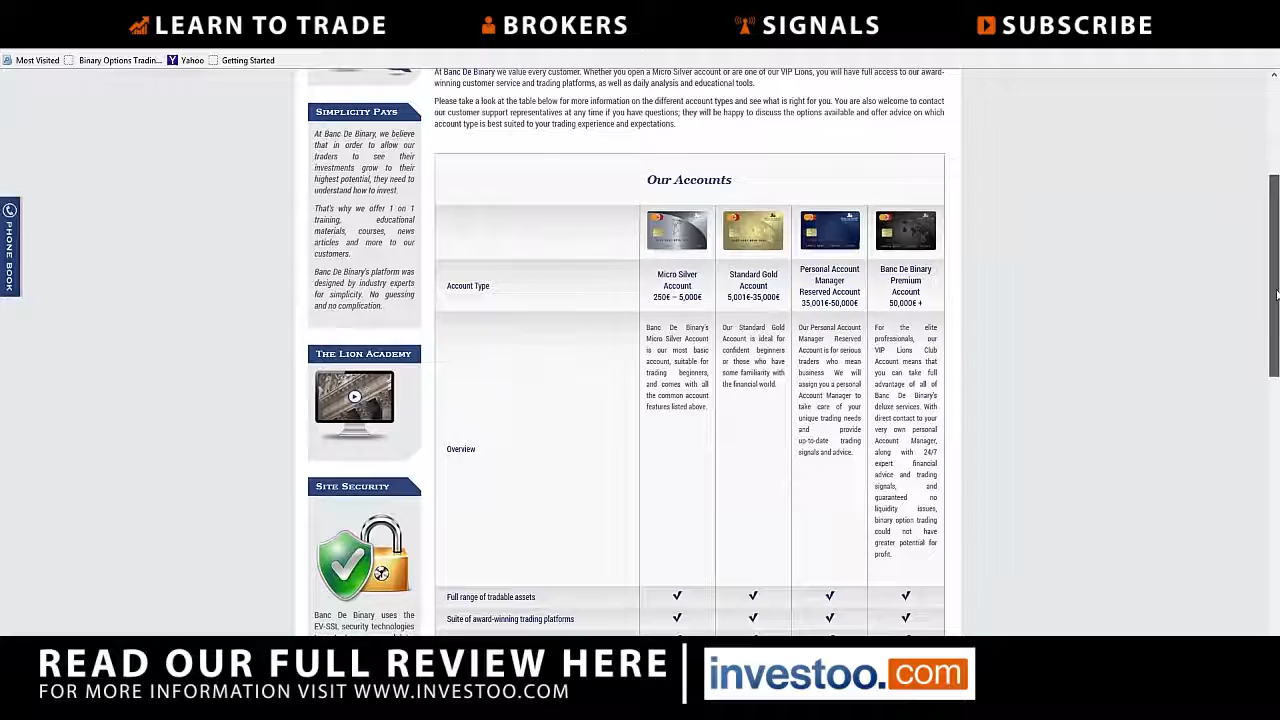 LEARN TO TRADE
BROKERS
SIGNALS
SUBSCRIBE
Most Visited
Binary Options Tradin...
Yahoo
Getting Started
At Banc De Binary we value every customer. Whether you open a Micro Silver account or are one of our VIP Lions, you will have full access to our award-
winning customer service and trading platforms, as well as daily analysis and educational tools.
Please take a look at the table below for more information on the different account types and see what is right for you. You are also welcome to contact
our customer support representatives at any time if you have questions; they will be happy to discuss the options available and offer advice on which
account type is best suited to your trading experience and expectations.
PHONE BOOK
SIMPLICITY PAYS
At Banc De Binary, we believe
that in order to allow our
traders to see their
investments grow to their
highest potential, they need to
understand how to invest.
That's why we offer 1 on 1
training, educational
materials, courses, news
articles and more to our
customers.
Banc De Binary's platform was
designed by industry experts
for simplicity. No guessing
and no complication.
THE LION ACADEMY
SITE SECURITY
Banc De Binary uses the
EV-SSL security technologies
Our Accounts
Account Type
Micro Silver
Account
250€ – 5,000€
Standard Gold
Account
5,001€-35,000€
Personal Account
Manager
Reserved Account
35,001€-50,000€
Banc De Binary
Premium
Account
50,000€ +
Overview
Banc De Binary's
Micro Silver Account
is our most basic
account, suitable for
trading beginners,
and comes with all
the common account
features listed above.
Our Standard Gold
Account is ideal for
confident beginners
or those who have
some familiarity with
the financial world.
Our Personal Account
Manager Reserved
Account is for serious
traders who mean
business We will
assign you a personal
Account Manager to
take care of your
unique trading needs
and provide
up-to-date trading
signals and advice.
For the elite
professionals, our
VIP Lions Club
Account means that
you can take full
advantage of all of
Banc De Binary's
deluxe services. With
direct contact to your
very own personal
Account Manager,
along with 24/7
expert financial
advice and trading
signals, and
guaranteed no
liquidity issues,
binary option trading
could not have
greater potential for
profit.
Full range of tradable assets
Suite of award-winning trading platforms
READ OUR FULL REVIEW HERE
FOR MORE INFORMATION VISIT WWW.INVESTOO.COM
investoo.com